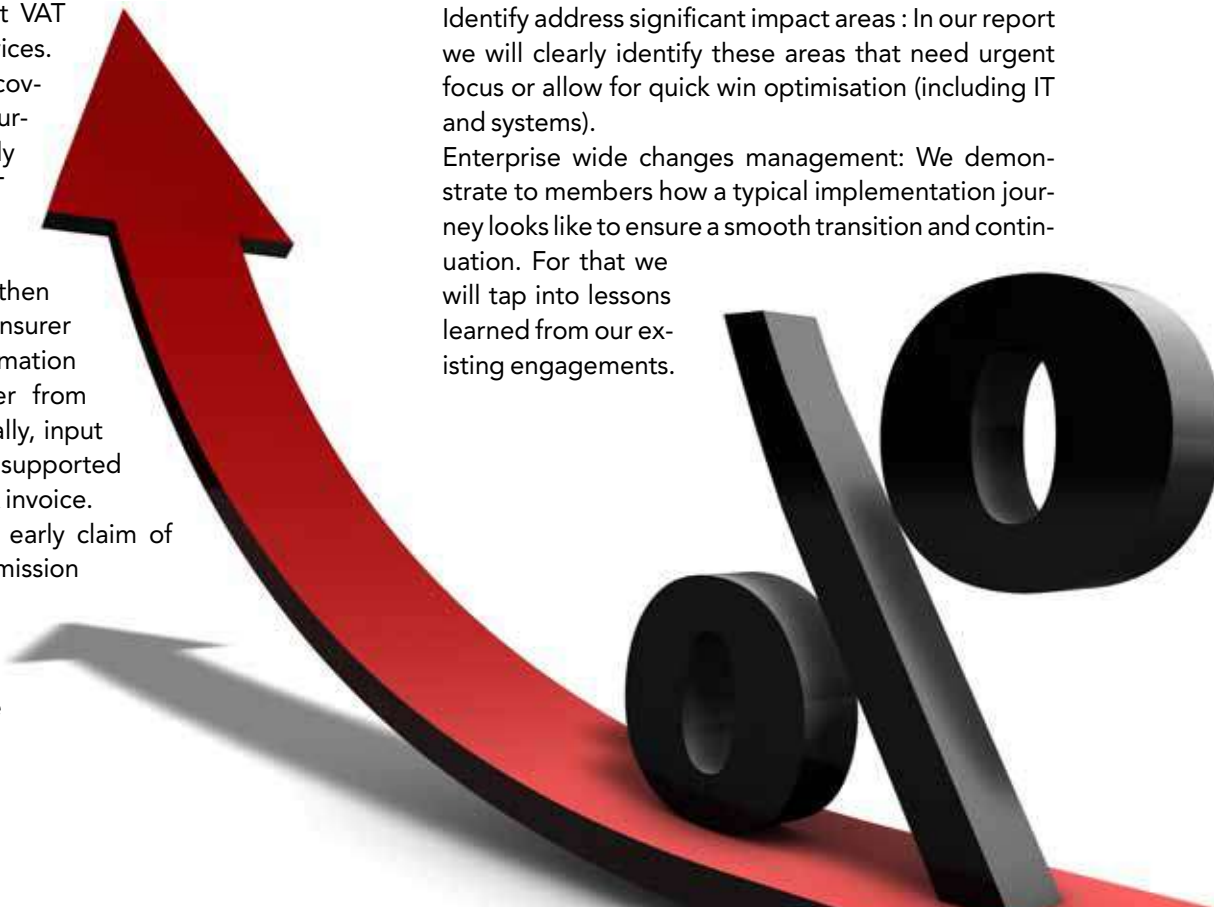 t VAT
ices.
cov-
ur-
ly
then
nsurer
mation
er from
ally, input
supported
invoice.
early claim of
mission
Identify address significant impact areas : In our report
we will clearly identify these areas that need urgent
focus or allow for quick win optimisation (including IT
and systems).
Enterprise wide changes management: We demon-
strate to members how a typical implementation jour-
ney looks like to ensure a smooth transition and contin-
uation. For that we
will tap into lessons
learned from our ex-
isting engagements.
%